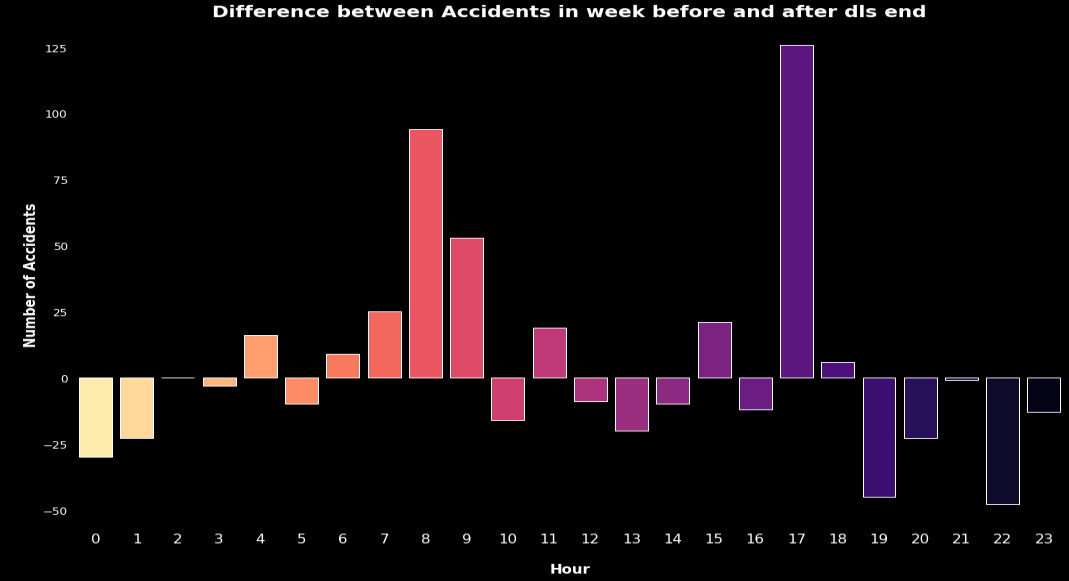 Difference between Accidents in week before and after dls end
125
100
75
50
25
0
−25
−50
Number of Accidents
0 1 2 3 4 5 6 7 8 9 10 11 12 13 14 15 16 17 18 19 20 21 22 23
Hour